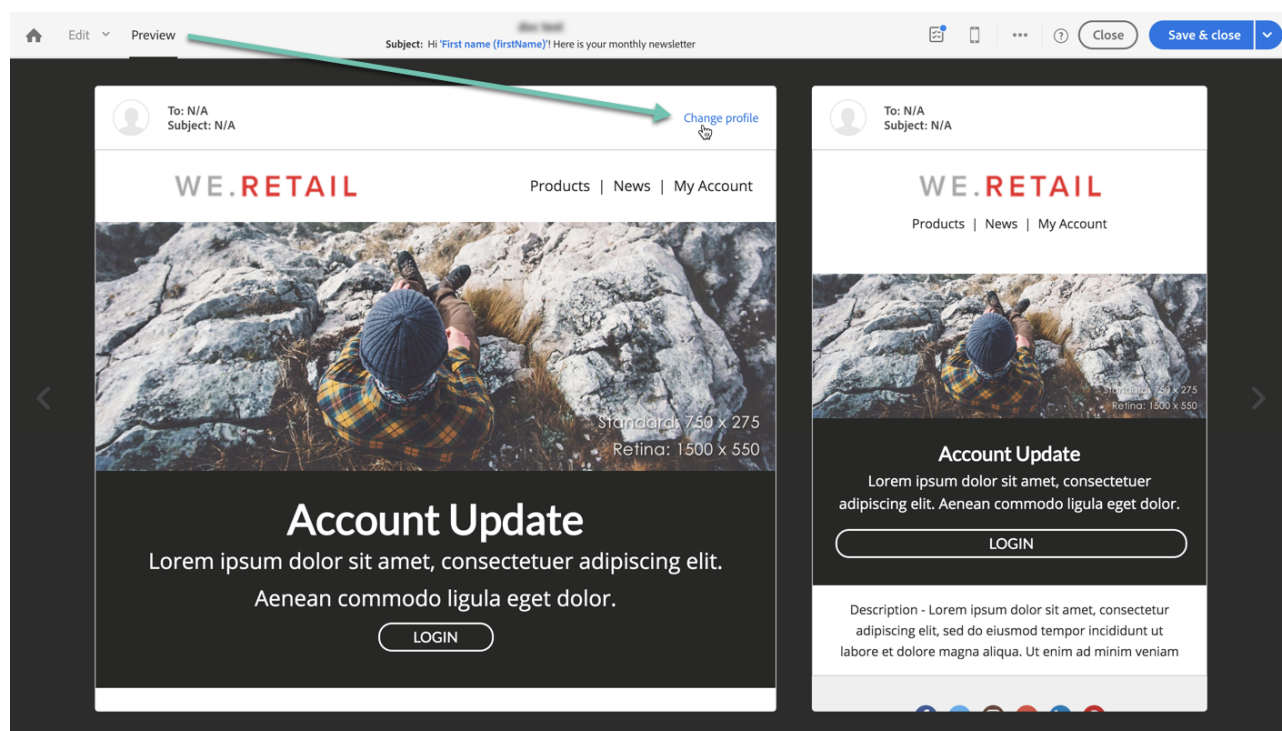 Edit
Preview
Subject: Hi 'First name (firstName)'! Here is your monthly newsletter
Close
Save & close
To: N/A
Subject: N/A
Change profile
WE.RETAIL
Products | News | My Account
Standard: 750 x 275
Retina: 1500 x 550
Account Update
Lorem ipsum dolor sit amet, consectetuer adipiscing elit.
Aenean commodo ligula eget dolor.
LOGIN
To: N/A
Subject: N/A
WE.RETAIL
Products | News | My Account
Standard: 750 x 275
Retina: 1500 x 550
Account Update
Lorem ipsum dolor sit amet, consectetuer
adipiscing elit. Aenean commodo ligula eget dolor.
LOGIN
Description - Lorem ipsum dolor sit amet, consectetur
adipiscing elit, sed do eiusmod tempor incididunt ut
labore et dolore magna aliqua. Ut enim ad minim veniam